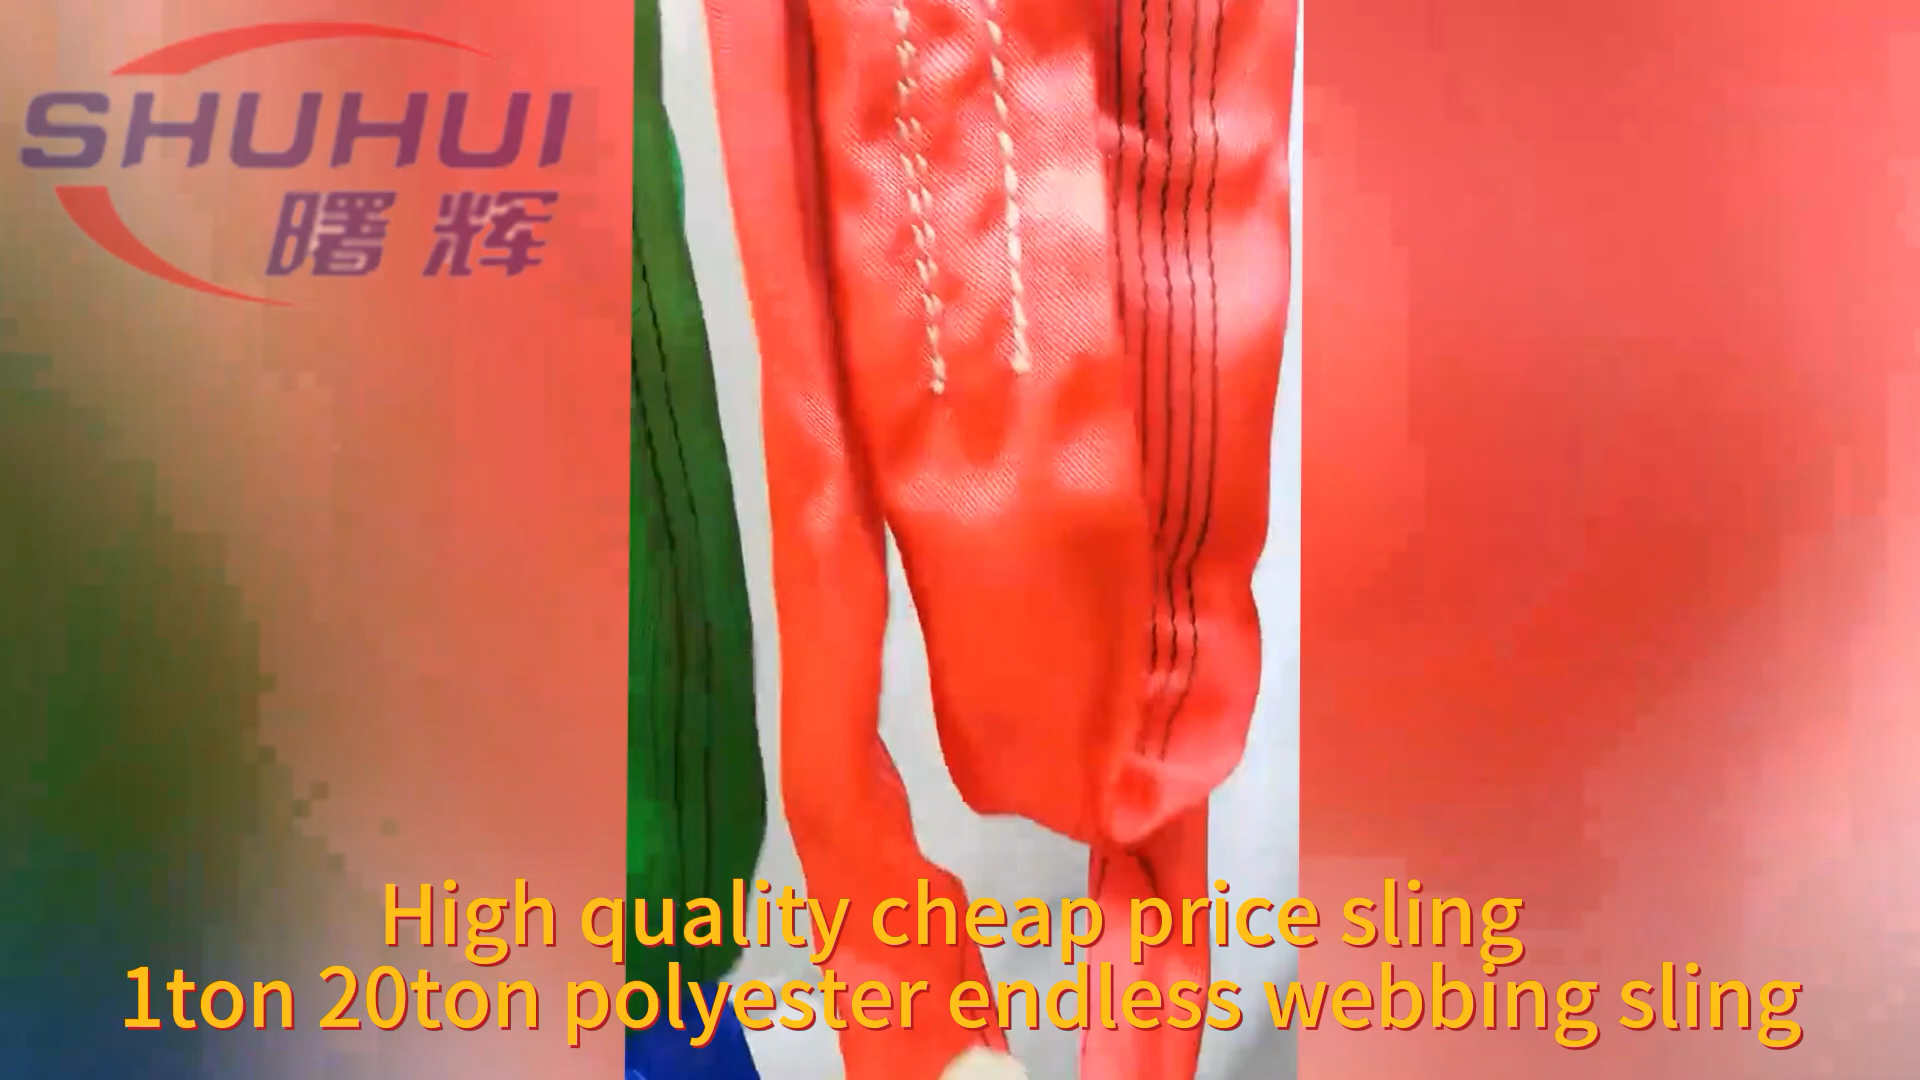 SHUHUI
曙辉
High quality cheap price sling
1ton 20ton polyester endless webbing sling